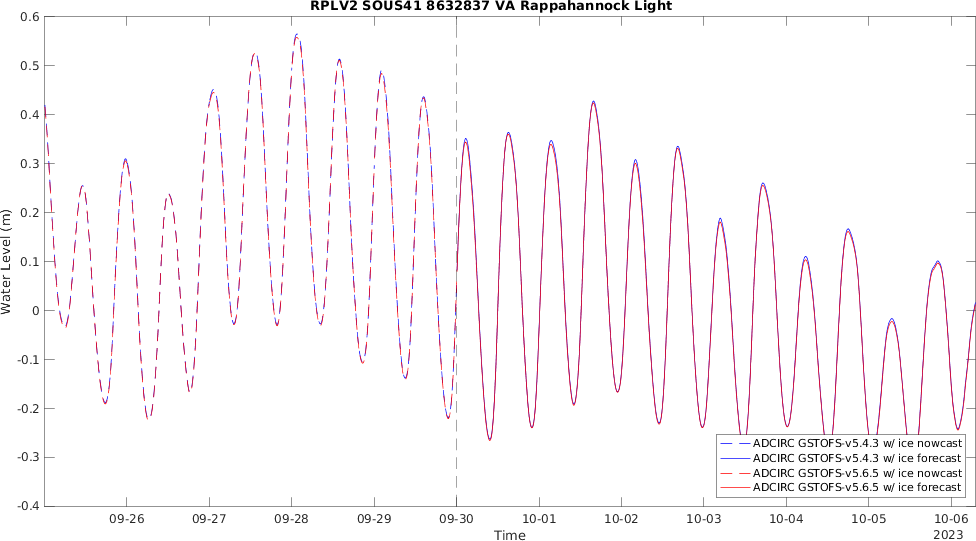 RPLV2 SOUS41 8632837 VA Rappahannock Light
0.6
0.5
0.4
0.3
0.2
0.1
0
-0.1
-0.2
-0.3
-0.4
Water Level (m)
ADCIRC GSTOFS-v5.4.3 w/ ice nowcast
ADCIRC GSTOFS-v5.4.3 w/ ice forecast
ADCIRC GSTOFS-v5.6.5 w/ ice nowcast
ADCIRC GSTOFS-v5.6.5 w/ ice forecast
09-26 09-27 09-28 09-29 09-30 10-01 10-02 10-03 10-04 10-05 10-06
2023
Time